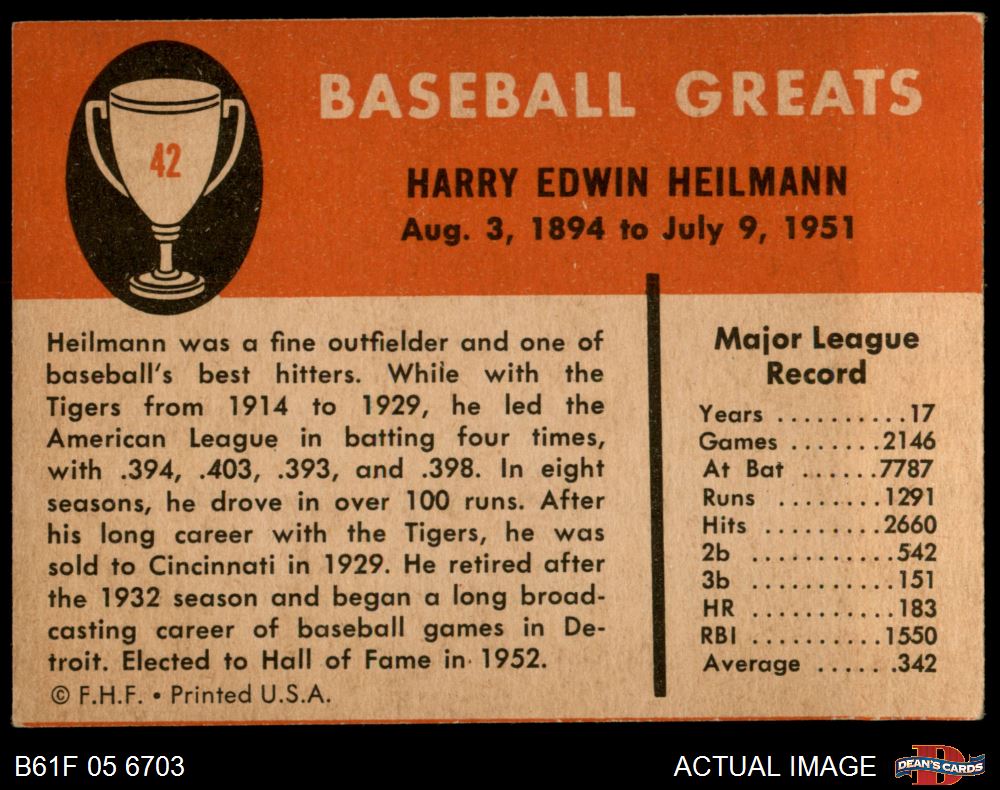 42
BASEBALL GREATS
HARRY EDWIN HEILMANN
Aug. 3, 1894 to July 9, 1951
Heilmann was a fine outfielder and one of
baseball's best hitters. While with the
Tigers from 1914 to 1929, he led the
American League in batting four times,
with .394, .403, .393, and .398. In eight
seasons, he drove in over 100 runs. After
his long career with the Tigers, he was
sold to Cincinnati in 1929. He retired after
the 1932 season and began a long broad-
casting career of baseball games in De-
troit. Elected to Hall of Fame in 1952.
© F.H.F. • Printed U.S.A.
Major League
Record
Years ..........17
Games .......2146
At Bat ......7787
Runs ........1291
Hits .........2660
2b ...........542
3b ...........151
HR ...........183
RBI ..........1550
Average ......342
B61F 05 6703
ACTUAL IMAGE
D
DEAN'S CARDS